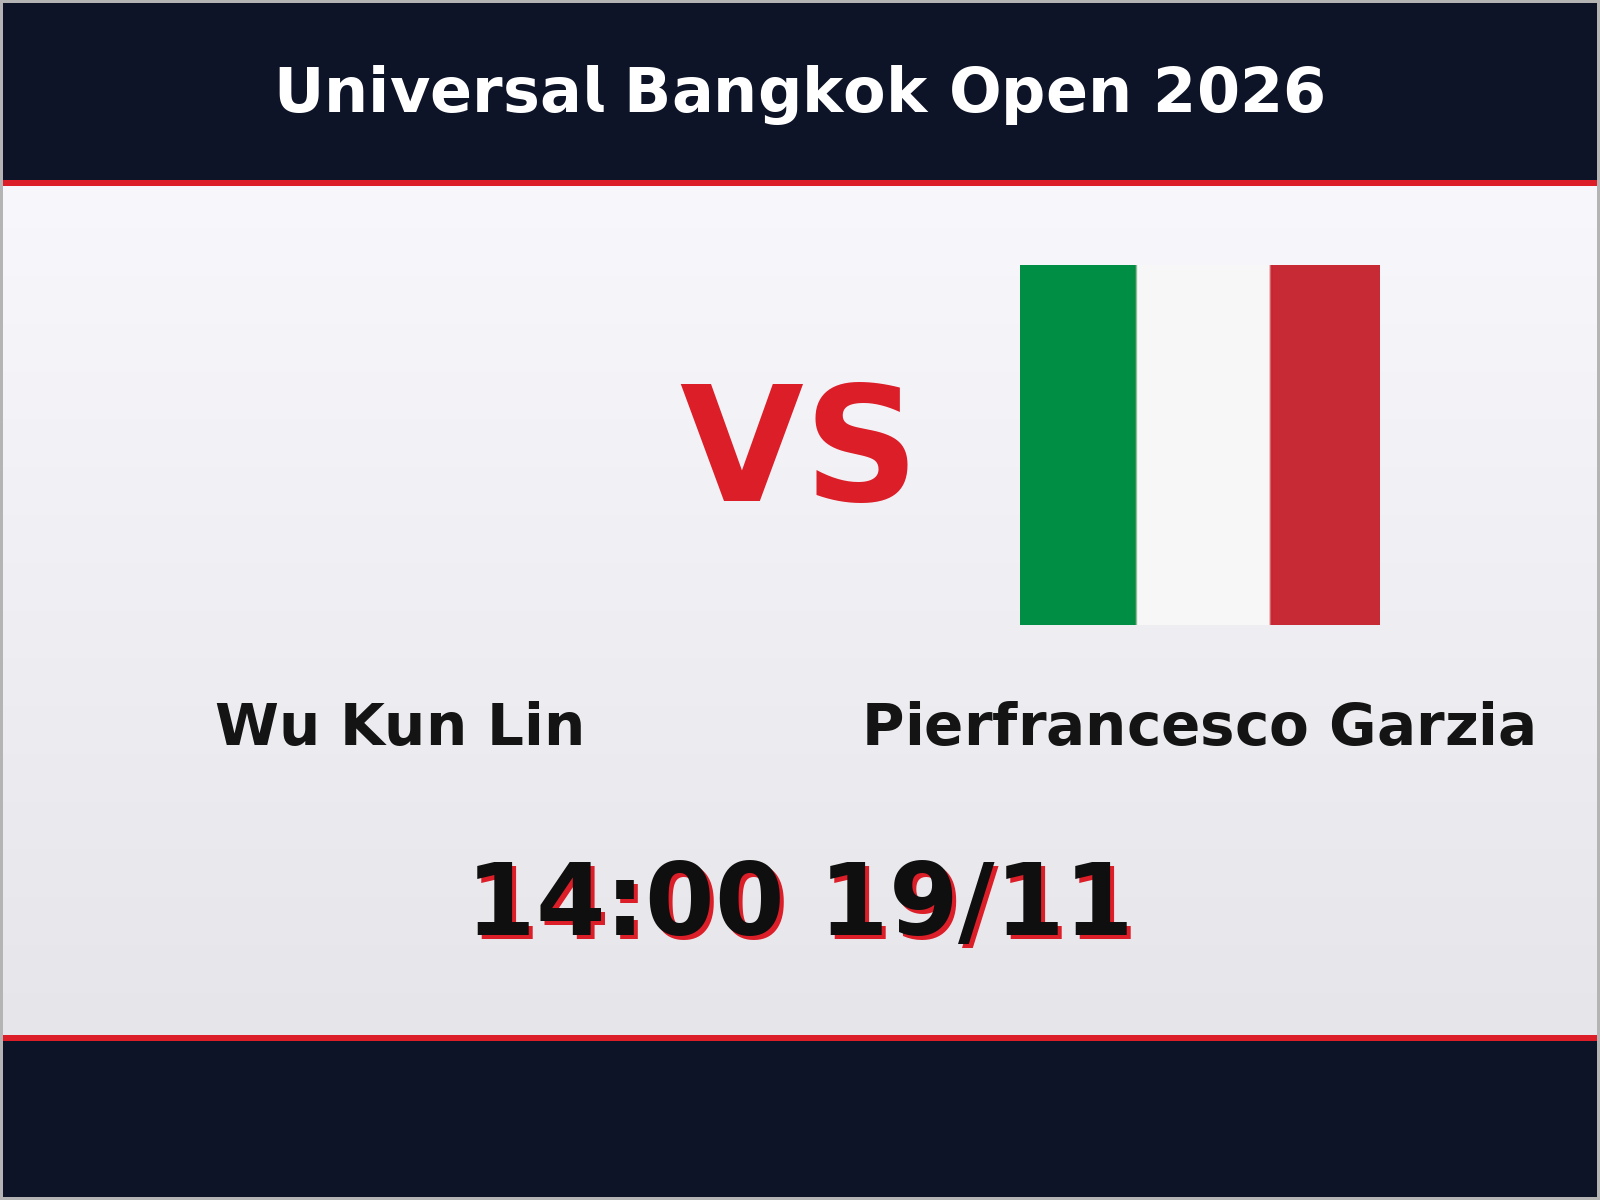 Universal Bangkok Open 2026
VS
Wu Kun Lin
Pierfrancesco Garzia
14:00 19/11